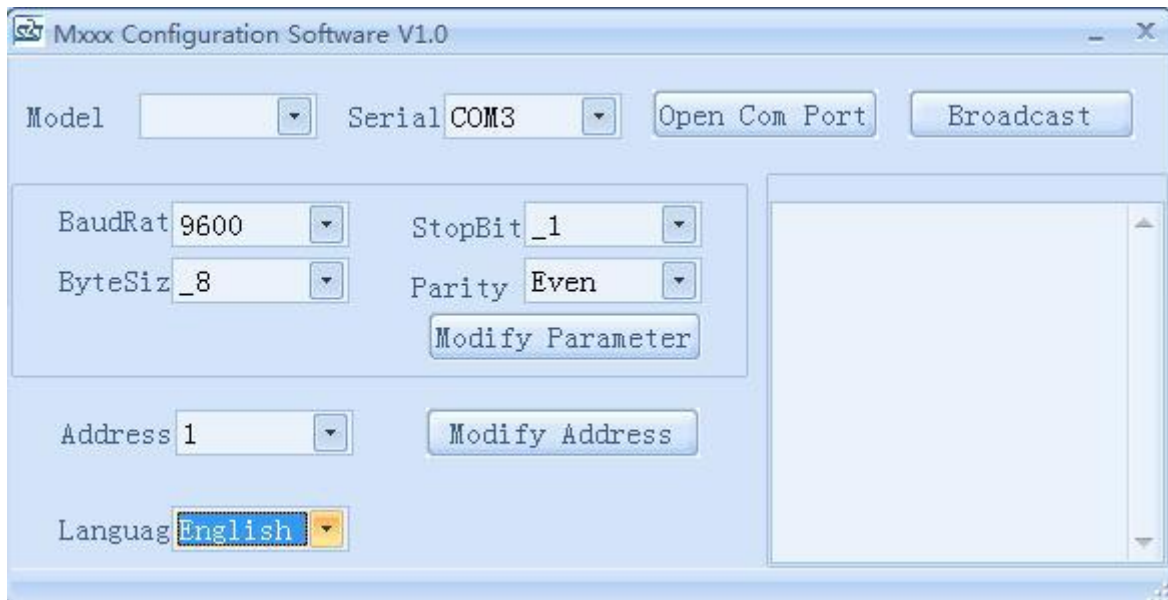 Mxxx Configuration Software V1.0
Model Serial COM3 Open Com Port Broadcast
BaudRat 9600 StopBit _1
ByteSiz _8 Parity Even
Modify Parameter
Address 1 Modify Address
Languag English